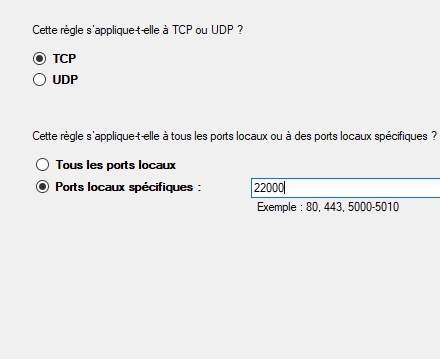 Cette règle s'applique-t-elle à TCP ou UDP ?
TCP
UDP
Cette règle s'applique-t-elle à tous les ports locaux ou à des ports locaux spécifiques ?
Tous les ports locaux
Ports locaux spécifiques : 22000
Exemple : 80, 443, 5000-5010